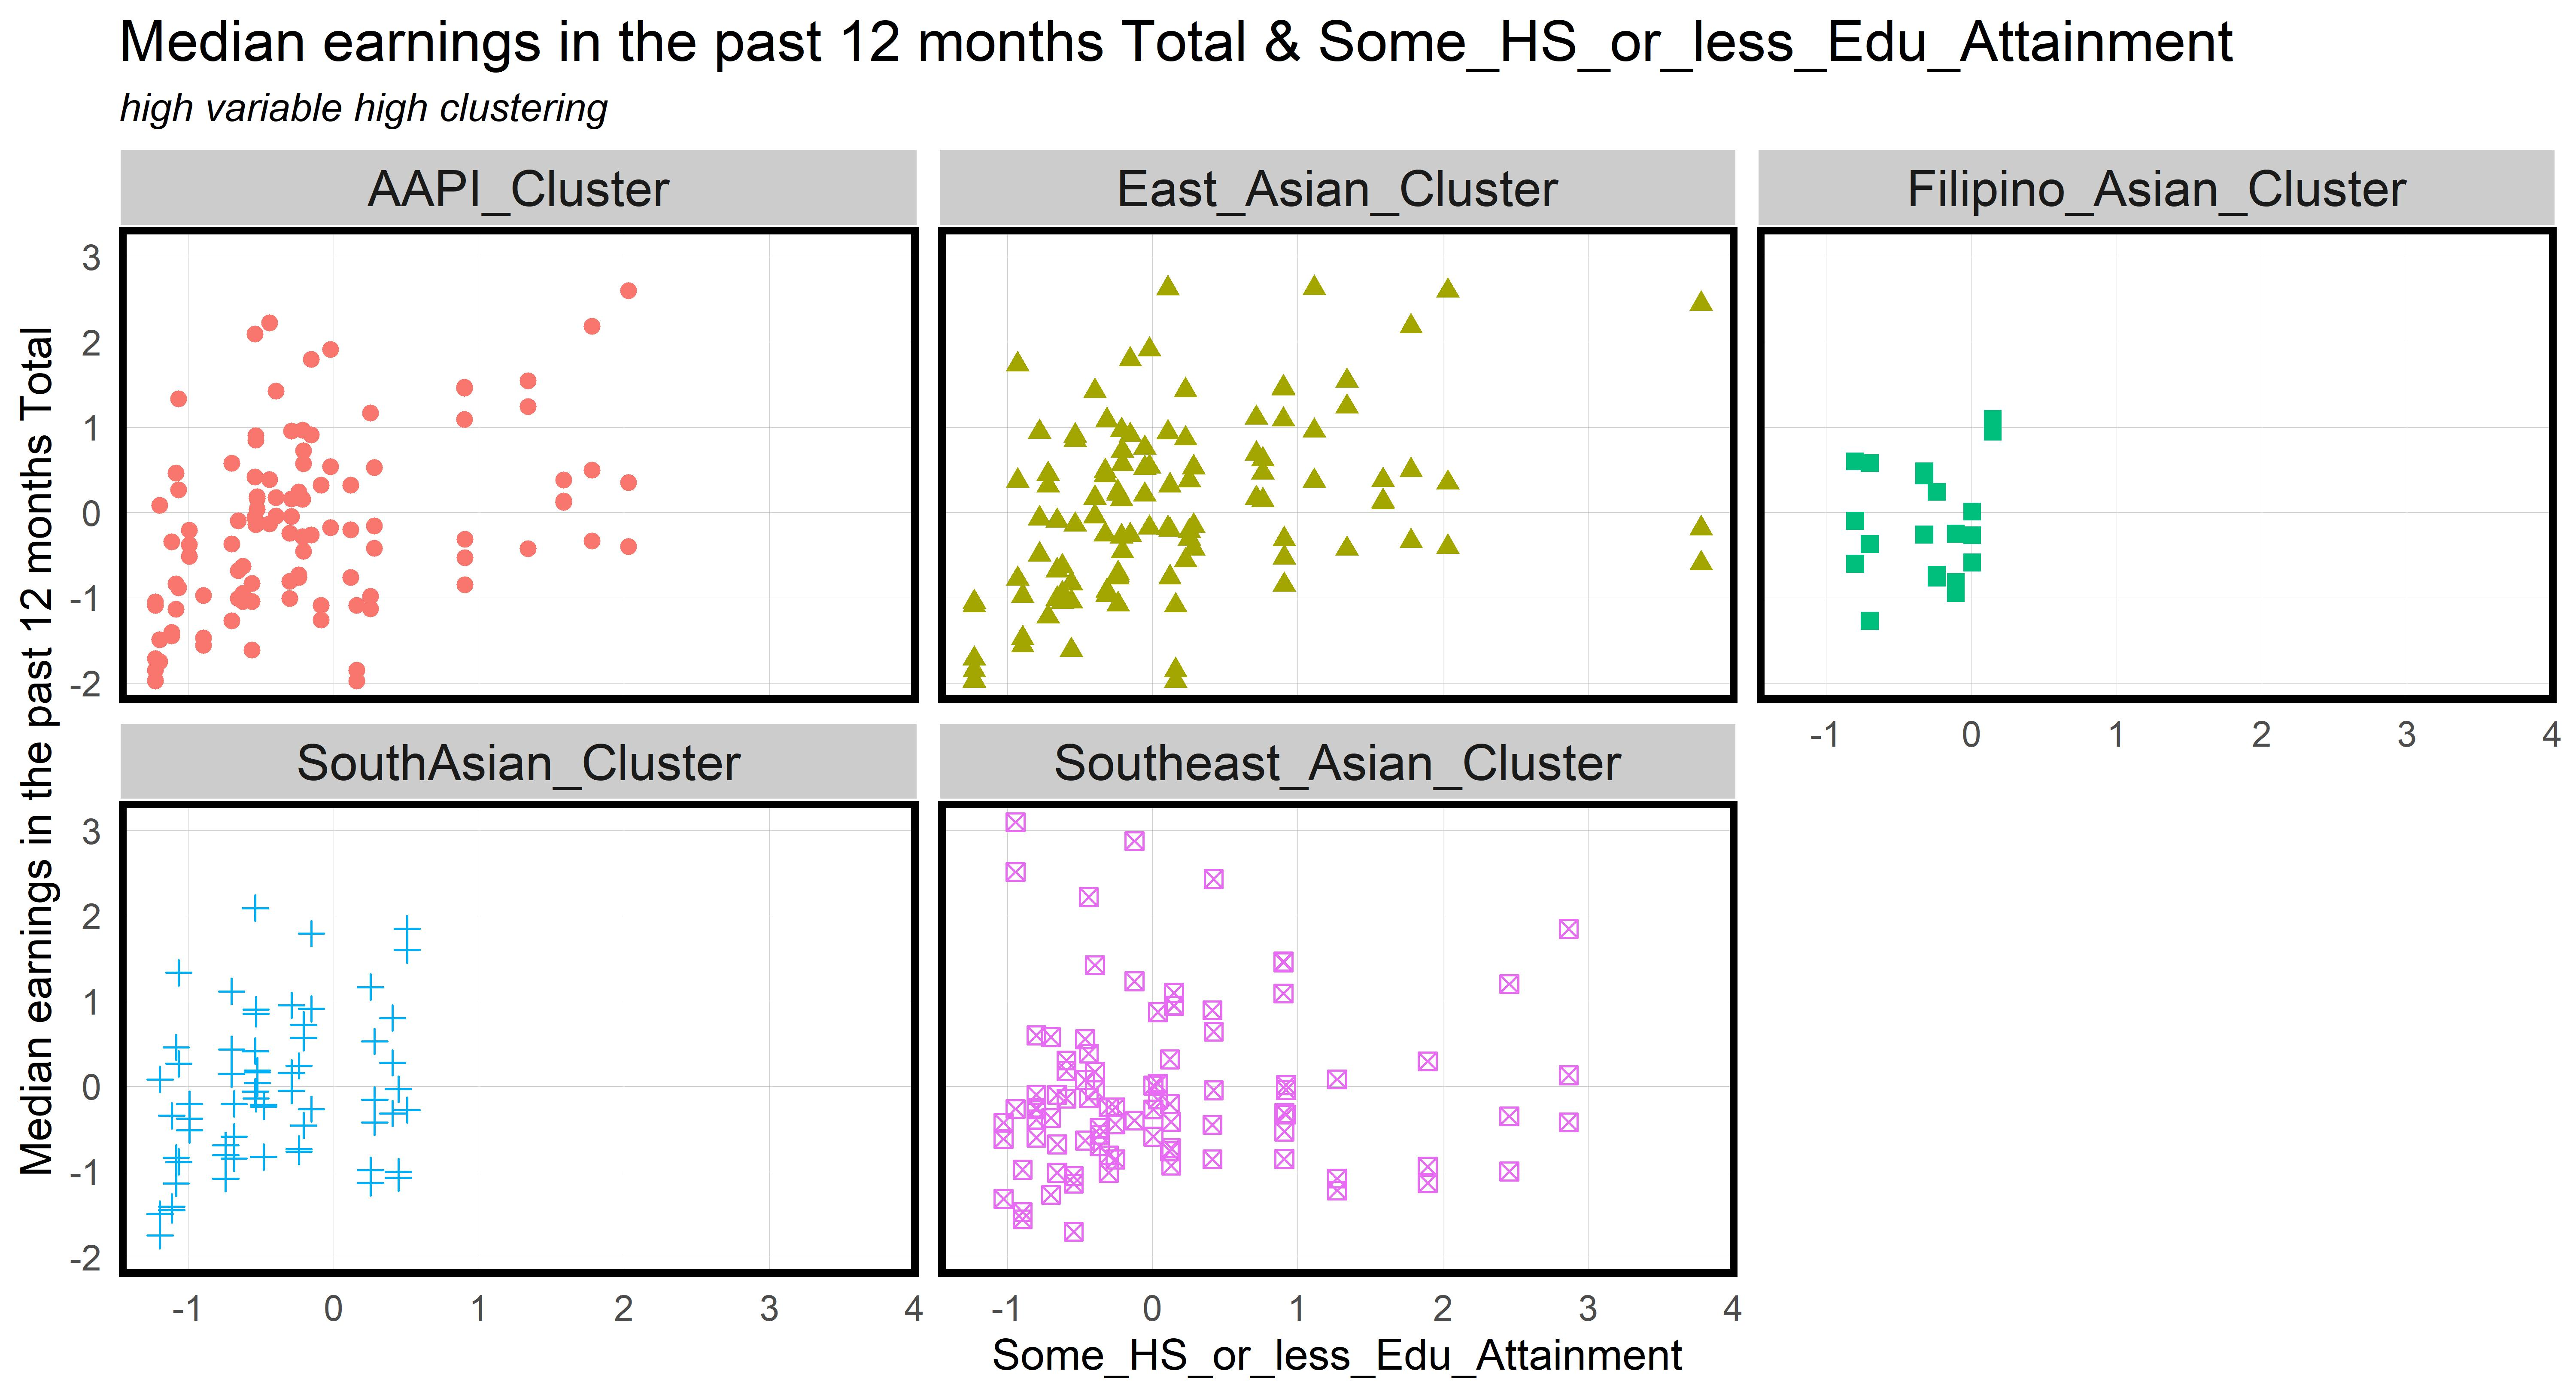 Median earnings in the past 12 months Total & Some_HS_or_less_Edu_Attainment
high variable high clustering
AAPI_Cluster
East_Asian_Cluster
Filipino_Asian_Cluster
Median earnings in the past 12 months Total
3
2
1
0
-1
-2
-1 0 1 2 3 4
SouthAsian_Cluster
Southeast_Asian_Cluster
3
2
1
0
-1
-2
-1 0 1 2 3 4
-1 0 1 2 3 4
Some_HS_or_less_Edu_Attainment